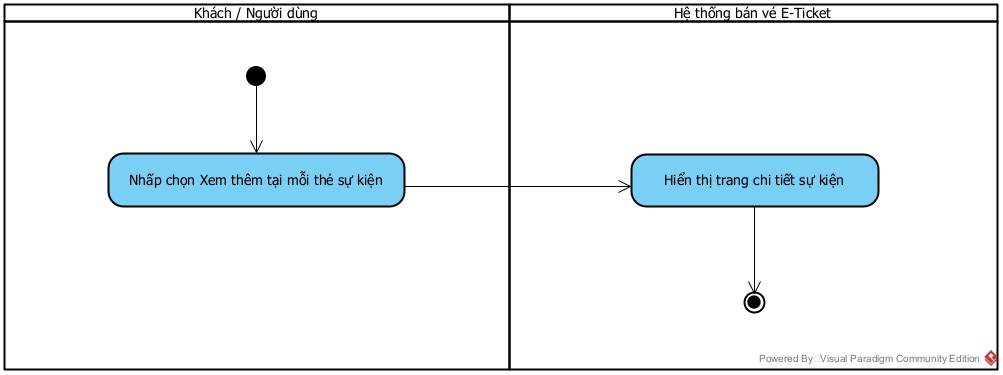 Khách / Người dùng
Hệ thống bán vé E-Ticket
Nhấp chọn Xem thêm tại mỗi thẻ sự kiện
Hiển thị trang chi tiết sự kiện
Powered By Visual Paradigm Community Edition